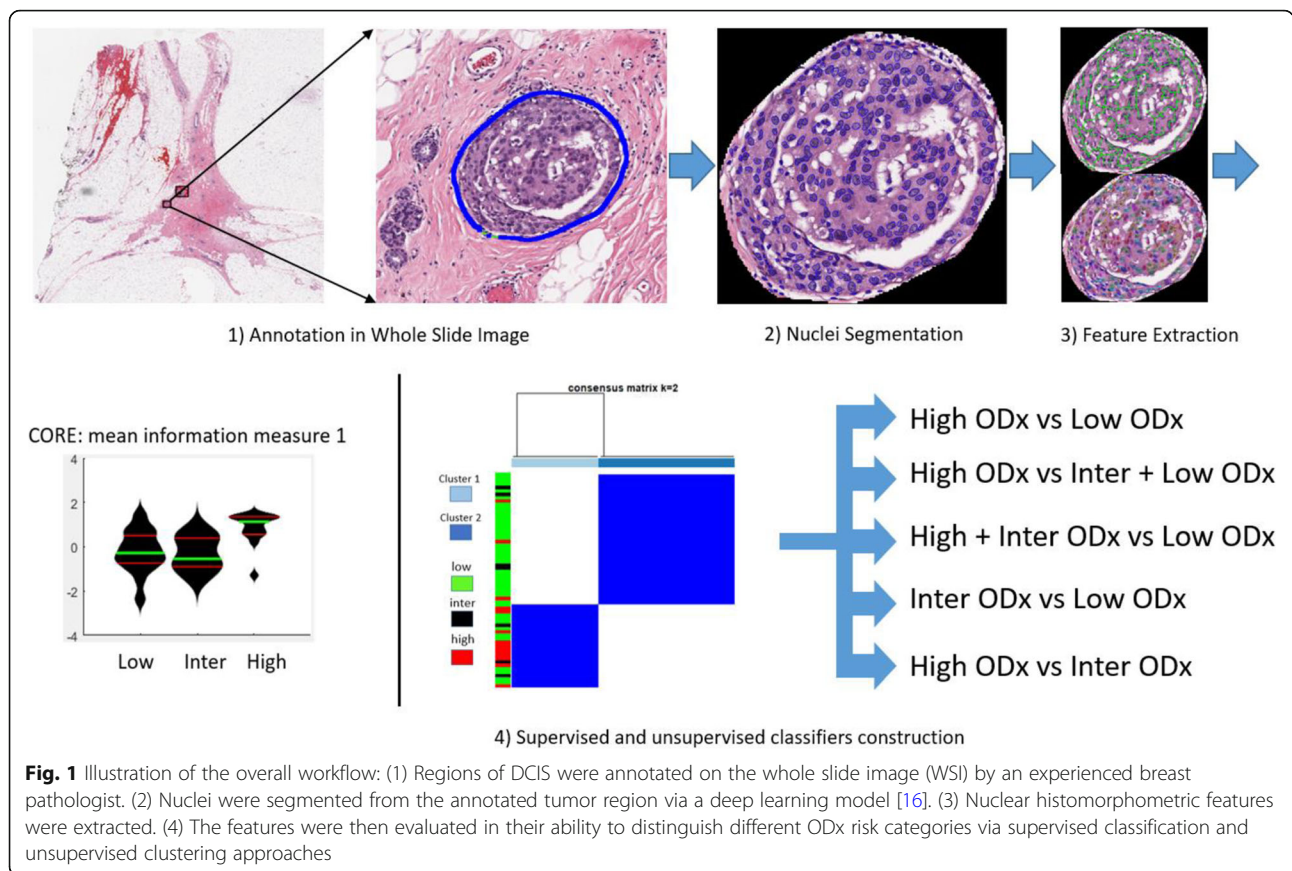 1) Annotation in Whole Slide Image
2) Nuclei Segmentation
3) Feature Extraction
CORE: mean information measure 1
4
2
0
-2
-4
Low
Inter
High
consensus matrix k=2
Cluster 1
Cluster 2
low
inter
high
High ODx vs Low ODx
High ODx vs Inter + Low ODx
High + Inter ODx vs Low ODx
Inter ODx vs Low ODx
High ODx vs Inter ODx
4) Supervised and unsupervised classifiers construction
Fig. 1 Illustration of the overall workflow: (1) Regions of DCIS were annotated on the whole slide image (WSI) by an experienced breast
pathologist. (2) Nuclei were segmented from the annotated tumor region via a deep learning model [16]. (3) Nuclear histomorphometric features
were extracted. (4) The features were then evaluated in their ability to distinguish different ODx risk categories via supervised classification and
unsupervised clustering approaches